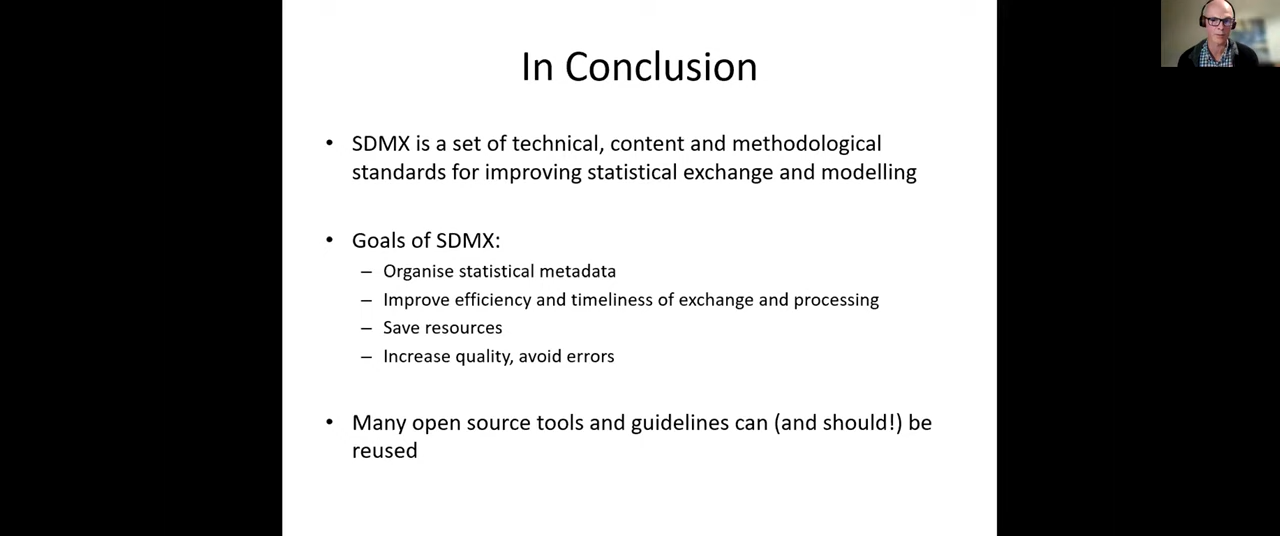 In Conclusion
• SDMX is a set of technical, content and methodological
standards for improving statistical exchange and modelling
• Goals of SDMX:
– Organise statistical metadata
– Improve efficiency and timeliness of exchange and processing
– Save resources
– Increase quality, avoid errors
• Many open source tools and guidelines can (and should!) be
reused